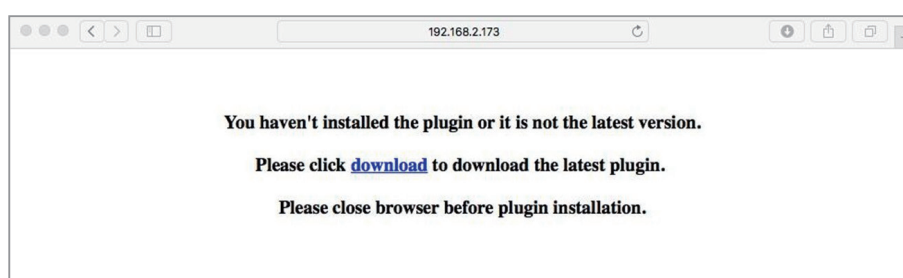 192.168.2.173
You haven't installed the plugin or it is not the latest version.
Please click download to download the latest plugin.
Please close browser before plugin installation.